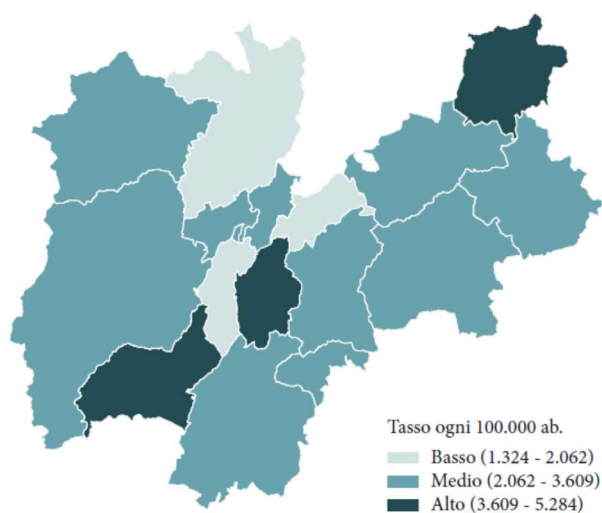 Tasso ogni 100.000 ab.
Basso (1.324 - 2.062)
Medio (2.062 - 3.609)
Alto (3.609 - 5.284)